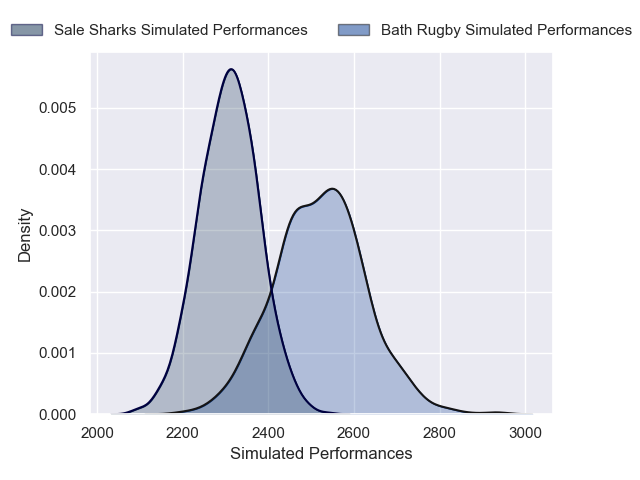 Sale Sharks Simulated Performances
Bath Rugby Simulated Performances
0.005
0.004
0.003
0.002
0.001
0.000
Density
2000 2200 2400 2600 2800 3000
Simulated Performances